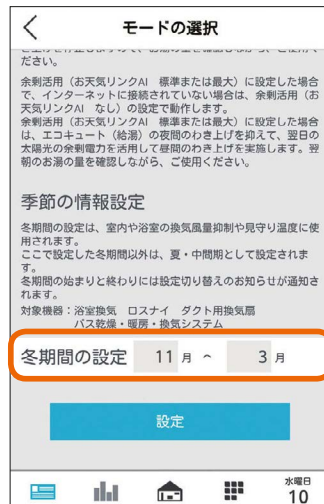 モードの選択
ださい。
余剰活用（お天気リンクAI　標準または最大）に設定した場合
で、インターネットに接続されていない場合は、余剰活用（お
天気リンクAI　なし）の設定で動作します。
余剰活用（お天気リンクAI　標準または最大）に設定した場合
は、エコキュート（給湯）の夜間のわき上げを抑えて、翌日の
太陽光の余剰電力を活用して昼間のわき上げを実施します。翌
朝のお湯の量を確認しながら、ご使用ください。
季節の情報設定
冬期間の設定は、室内や浴室の換気風量抑制や見守り温度に使
用されます。
ここで設定した冬期間以外は、夏・中間期として設定されま
す。
冬期間の始まりと終わりには設定切り替えのお知らせが通知さ
れます。
対象機器：浴室換気　ロスナイ　ダクト用換気扇
バス乾燥・暖房・換気システム
冬期間の設定　11 月 ～ 3 月
設定
水曜日
10